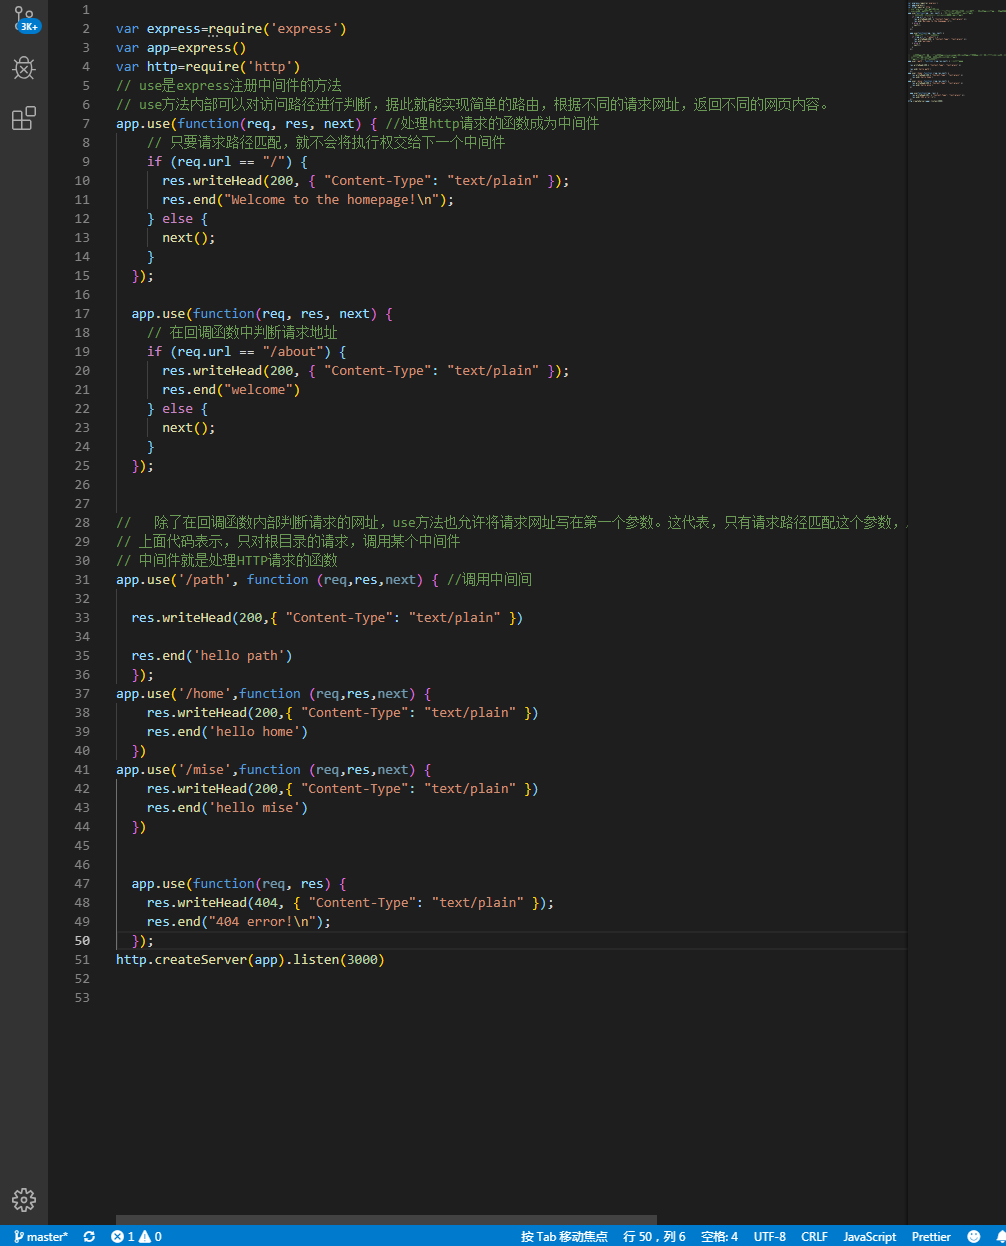 3K+
1
2 var express=require('express')
3 var app=express()
4 var http=require('http')
5 // use是express注册中间件的方法
6 // use方法内部可以对访问路径进行判断，据此就能实现简单的路由，根据不同的请求网址，返回不同的网页内容。
7 app.use(function(req, res, next) { //处理http请求的函数成为中间件
8 // 只要请求路径匹配，就不会将执行权交给下一个中间件
9 if (req.url == "/") {
10 res.writeHead(200, { "Content-Type": "text/plain" });
11 res.end("Welcome to the homepage!\n");
12 } else {
13 next();
14 }
15 });
16
17 app.use(function(req, res, next) {
18 // 在回调函数中判断请求地址
19 if (req.url == "/about") {
20 res.writeHead(200, { "Content-Type": "text/plain" });
21 res.end("welcome")
22 } else {
23 next();
24 }
25 });
26
27
28 // 除了在回调函数内部判断请求的网址，use方法也允许将请求网址写在第一个参数。这代表，只有请求路径匹配这个参数，
29 // 上面代码表示，只对根目录的请求，调用某个中间件
30 // 中间件就是处理HTTP请求的函数
31 app.use('/path', function (req,res,next) { //调用中间间
32
33 res.writeHead(200,{ "Content-Type": "text/plain" })
34
35 res.end('hello path')
36 });
37 app.use('/home',function (req,res,next) {
38 res.writeHead(200,{ "Content-Type": "text/plain" })
39 res.end('hello home')
40 })
41 app.use('/mise',function (req,res,next) {
42 res.writeHead(200,{ "Content-Type": "text/plain" })
43 res.end('hello mise')
44 })
45
46
47 app.use(function(req, res) {
48 res.writeHead(404, { "Content-Type": "text/plain" });
49 res.end("404 error!\n");
50 });
51 http.createServer(app).listen(3000)
52
53
master* 1 0 按 Tab 移动焦点 行 50，列 6 空格: 4 UTF-8 CRLF JavaScript Prettier